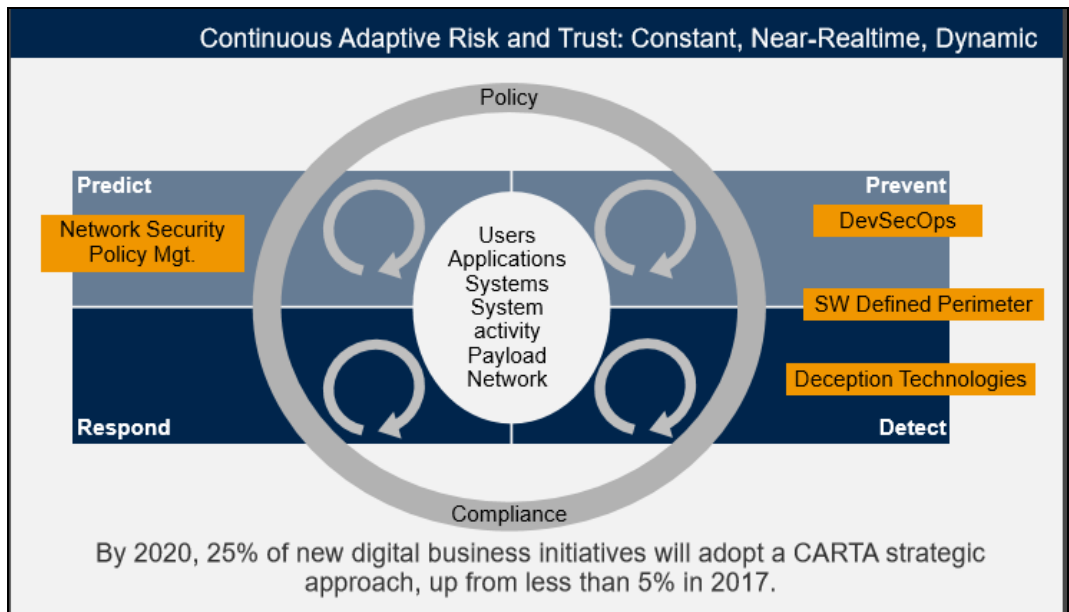 Continuous Adaptive Risk and Trust: Constant, Near-Realtime, Dynamic
Policy
Predict
Prevent
Network Security
Policy Mgt.
DevSecOps
Users
Applications
Systems
System
activity
Payload
Network
SW Defined Perimeter
Deception Technologies
Respond
Detect
Compliance
By 2020, 25% of new digital business initiatives will adopt a CARTA strategic
approach, up from less than 5% in 2017.